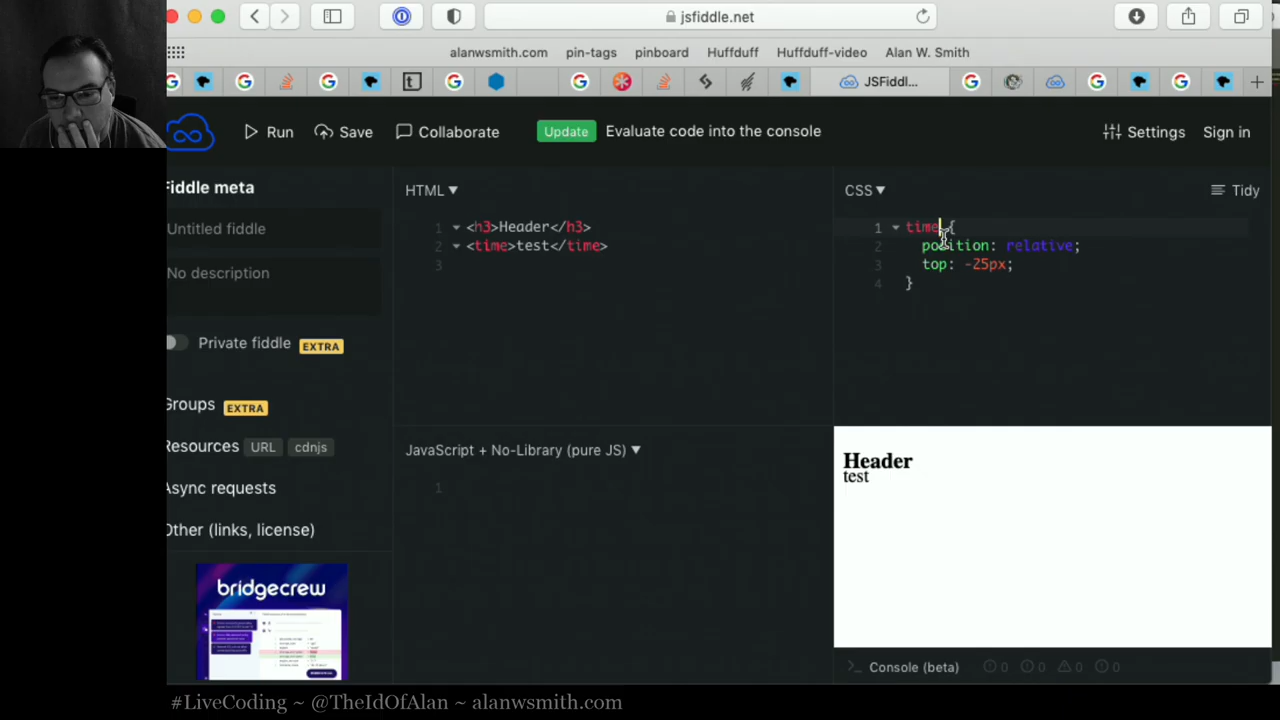 jsfiddle.net
alanwsmith.com pin-tags pinboard Huffduff Huffduff-video Alan W. Smith
JSFiddl...
Run Save Collaborate Update Evaluate code into the console Settings Sign in
Fiddle meta
Untitled fiddle
No description
Private fiddle EXTRA
Groups EXTRA
Resources URL cdnjs
Async requests
Other (links, license)
bridgecrew
HTML
1 <h3>Header</h3>
2 <time>test</time>
3
CSS Tidy
1 time {
2 position: relative;
3 top: -25px;
4 }
JavaScript + No-Library (pure JS)
1
Header
test
Console (beta) 0 0 0 0
#LiveCoding ~ @TheIdOfAlan ~ alanwsmith.com